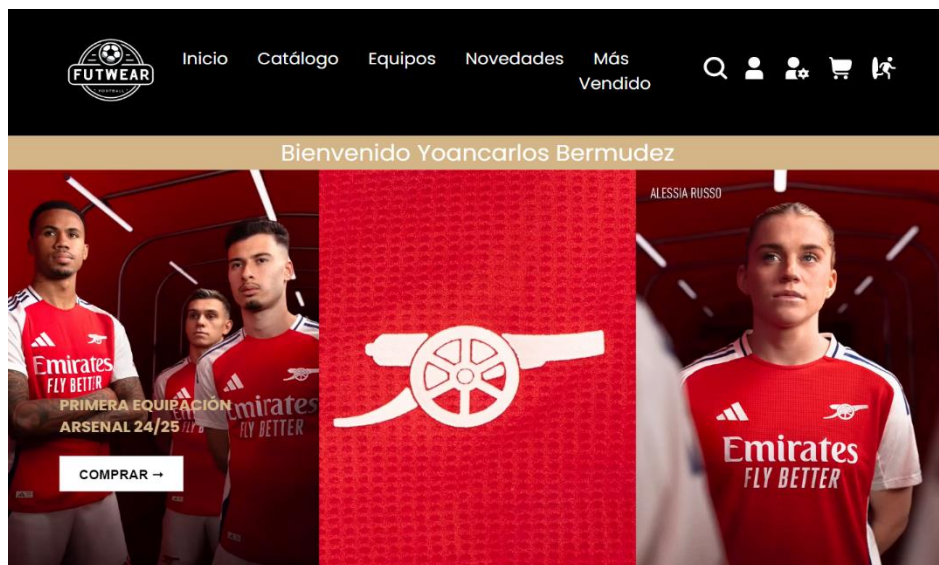 FUTWEAR
FOOTBALL
Inicio
Catálogo
Equipos
Novedades
Más
Vendido
Bienvenido Yoancarlos Bermudez
ALESSIA RUSSO
Emirates
FLY BETTER
PRIMERA EQUIPACIÓN
ARSENAL 24/25
COMPRAR →
mirates
FLY BETTER
Emirates
FLY BETTER